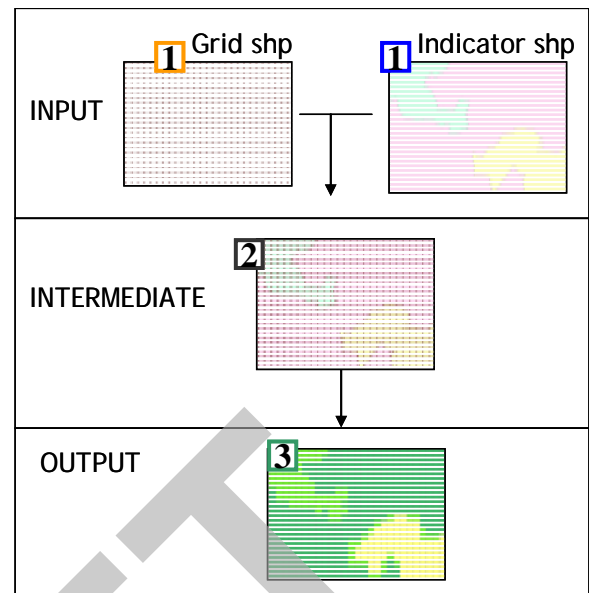 1 Grid shp
1 Indicator shp
INPUT
2
INTERMEDIATE
3
OUTPUT